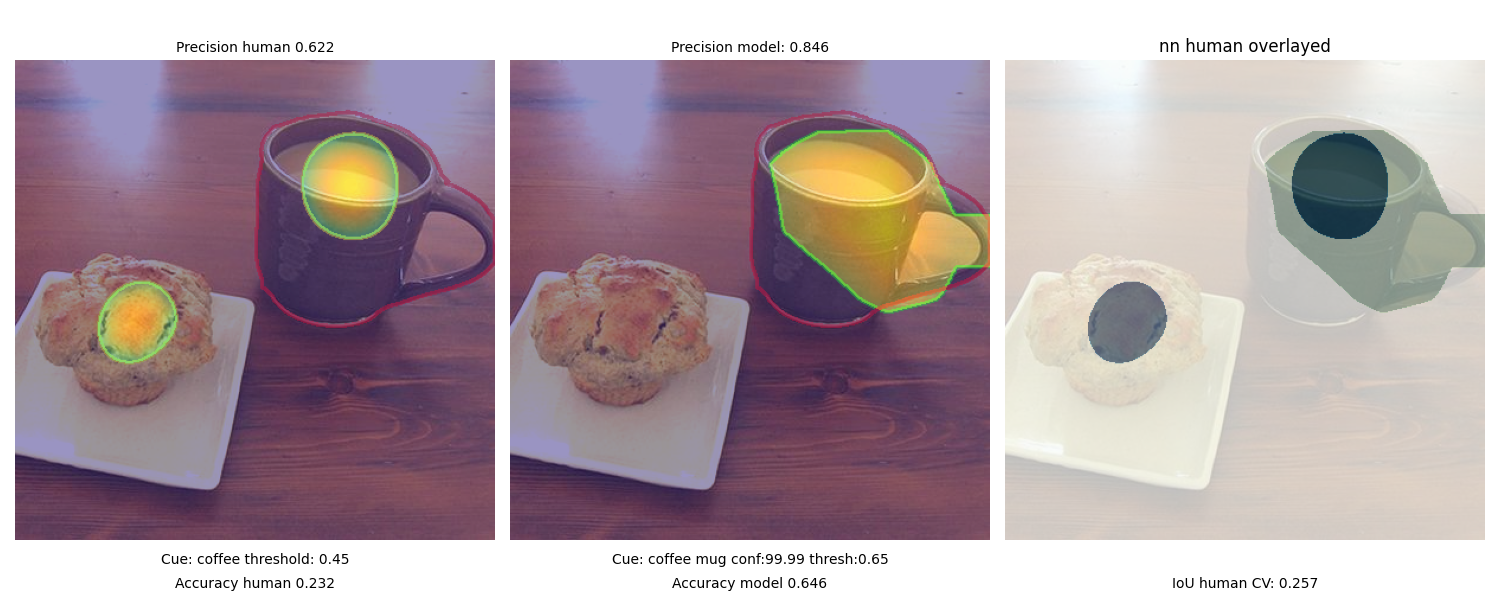 Precision human 0.622
Precision model: 0.846
nn human overlayed
Cue: coffee threshold: 0.45
Accuracy human 0.232
Cue: coffee mug conf:99.99 thresh:0.65
Accuracy model 0.646
IoU human CV: 0.257